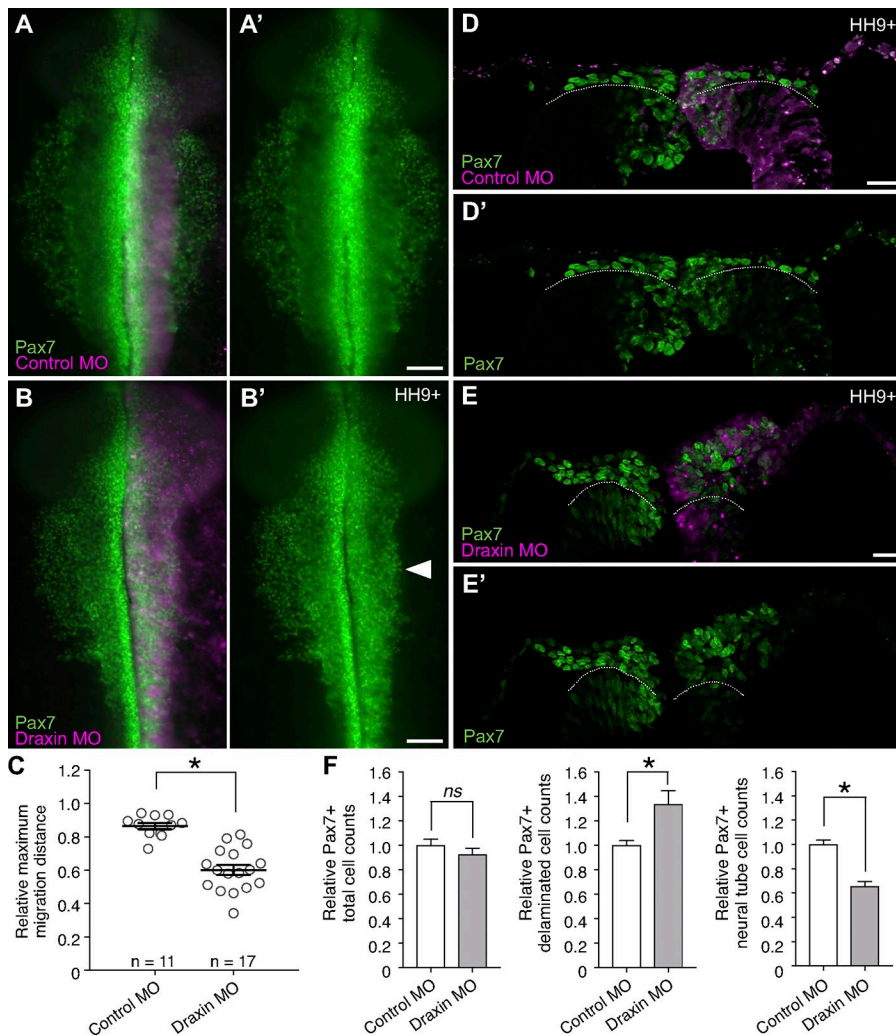 A
Pax7
Control MO
A’
D
HH9+
Pax7
Control MO
D’
Pax7
B
Pax7
Draxin MO
B’
HH9+
E
HH9+
Pax7
Draxin MO
E’
Pax7
C
Relative maximum
migration distance
1.2
1.0
0.8
0.6
0.4
0.2
0
*
n = 11
n = 17
Control MO
Draxin MO
F
Relative Pax7+
total cell counts
1.6
1.4
1.2
1.0
0.8
0.6
0.4
0.2
0
ns
Control MO
Draxin MO
Relative Pax7+
delaminated cell counts
1.6
1.4
1.2
1.0
0.8
0.6
0.4
0.2
0
*
Control MO
Draxin MO
Relative Pax7+
neural tube cell counts
1.6
1.4
1.2
1.0
0.8
0.6
0.4
0.2
0
*
Control MO
Draxin MO